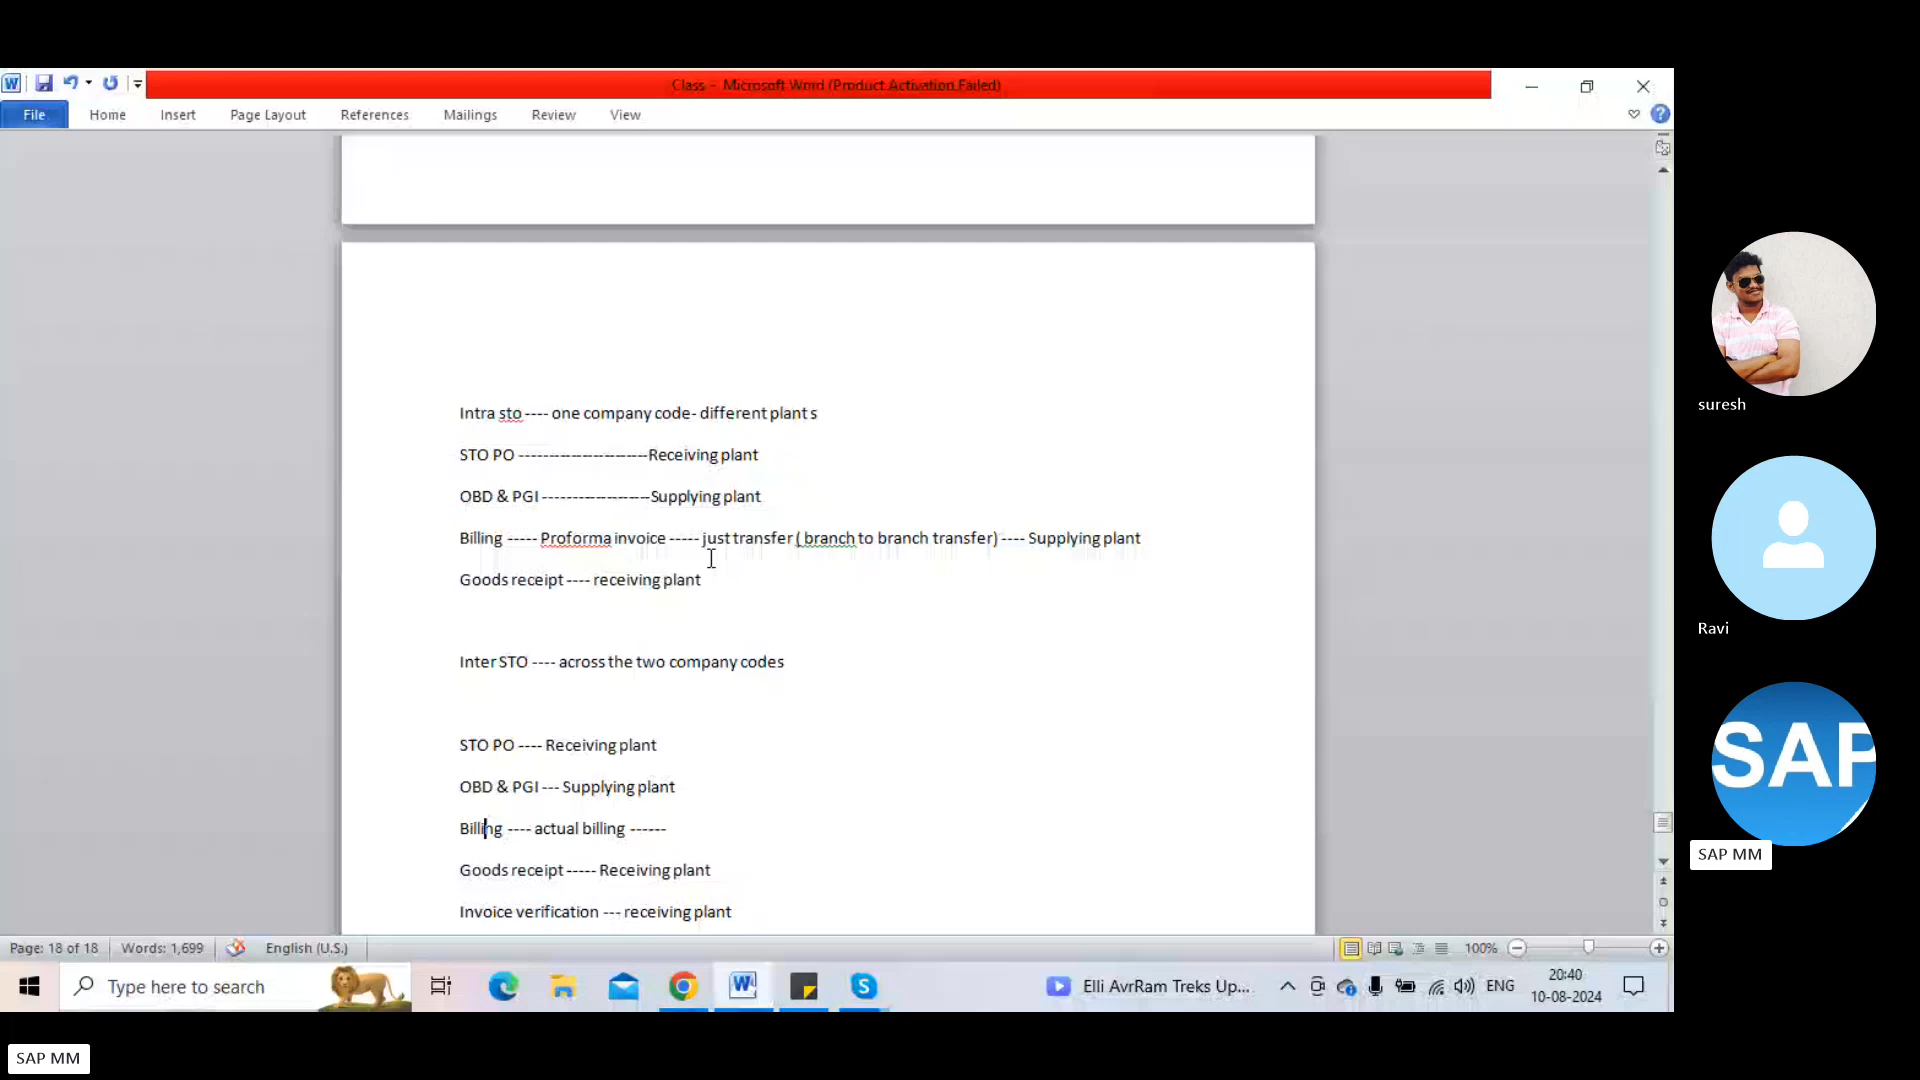 Class - Microsoft Word (Product Activation Failed)
File Home Insert Page Layout References Mailings Review View
Intra sto ---- one company code- different plant s
STO PO -----------------------Receiving plant
OBD & PGI -------------------Supplying plant
Billing ----- Proforma invoice ----- just transfer ( branch to branch transfer) ---- Supplying plant
Goods receipt ---- receiving plant
Inter STO ---- across the two company codes
STO PO ---- Receiving plant
OBD & PGI --- Supplying plant
Billing ---- actual billing ------
Goods receipt ----- Receiving plant
Invoice verification --- receiving plant
Page: 18 of 18 Words: 1,699 English (U.S.) 100%
Type here to search
Elli AvrRam Treks Up...
ENG
20:40
10-08-2024
suresh
Ravi
SAP
SAP MM
SAP MM